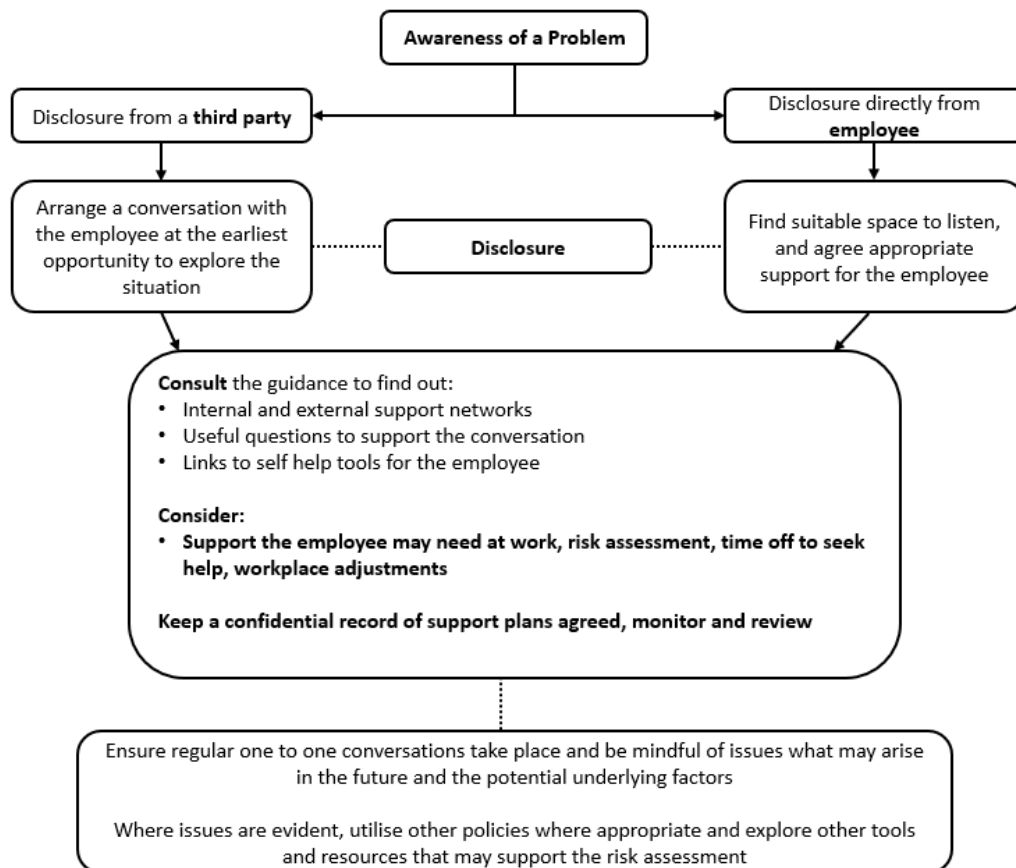 Awareness of a Problem
Disclosure from a third party
Disclosure directly from
employee
Arrange a conversation with
the employee at the earliest
opportunity to explore the
situation
Disclosure
Find suitable space to listen,
and agree appropriate
support for the employee
Consult the guidance to find out:
• Internal and external support networks
• Useful questions to support the conversation
• Links to self help tools for the employee
Consider:
• Support the employee may need at work, risk assessment, time off to seek
help, workplace adjustments
Keep a confidential record of support plans agreed, monitor and review
Ensure regular one to one conversations take place and be mindful of issues what may arise
in the future and the potential underlying factors
Where issues are evident, utilise other policies where appropriate and explore other tools
and resources that may support the risk assessment